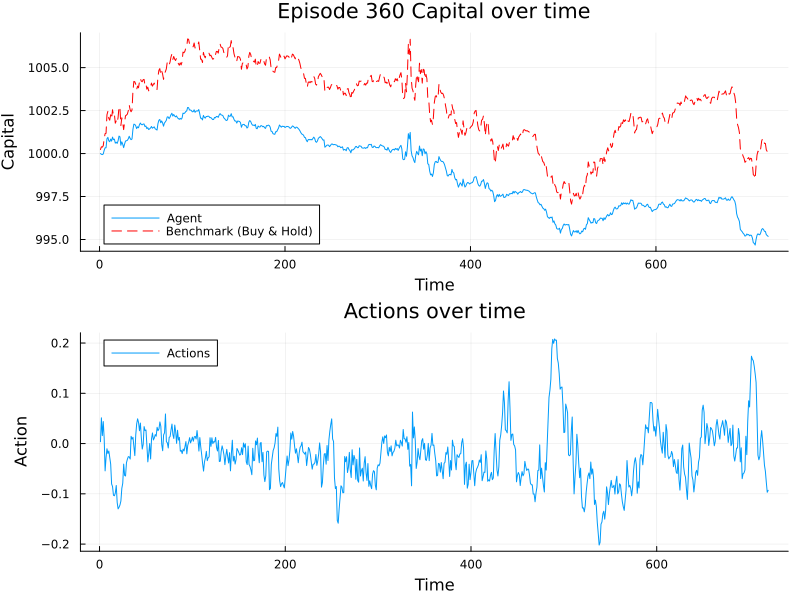 Episode 360 Capital over time
1005.0
1002.5
1000.0
997.5
995.0
Capital
Agent
Benchmark (Buy & Hold)
0
200
400
600
Time
Actions over time
0.2
0.1
0.0
−0.1
−0.2
Action
Actions
0
200
400
600
Time